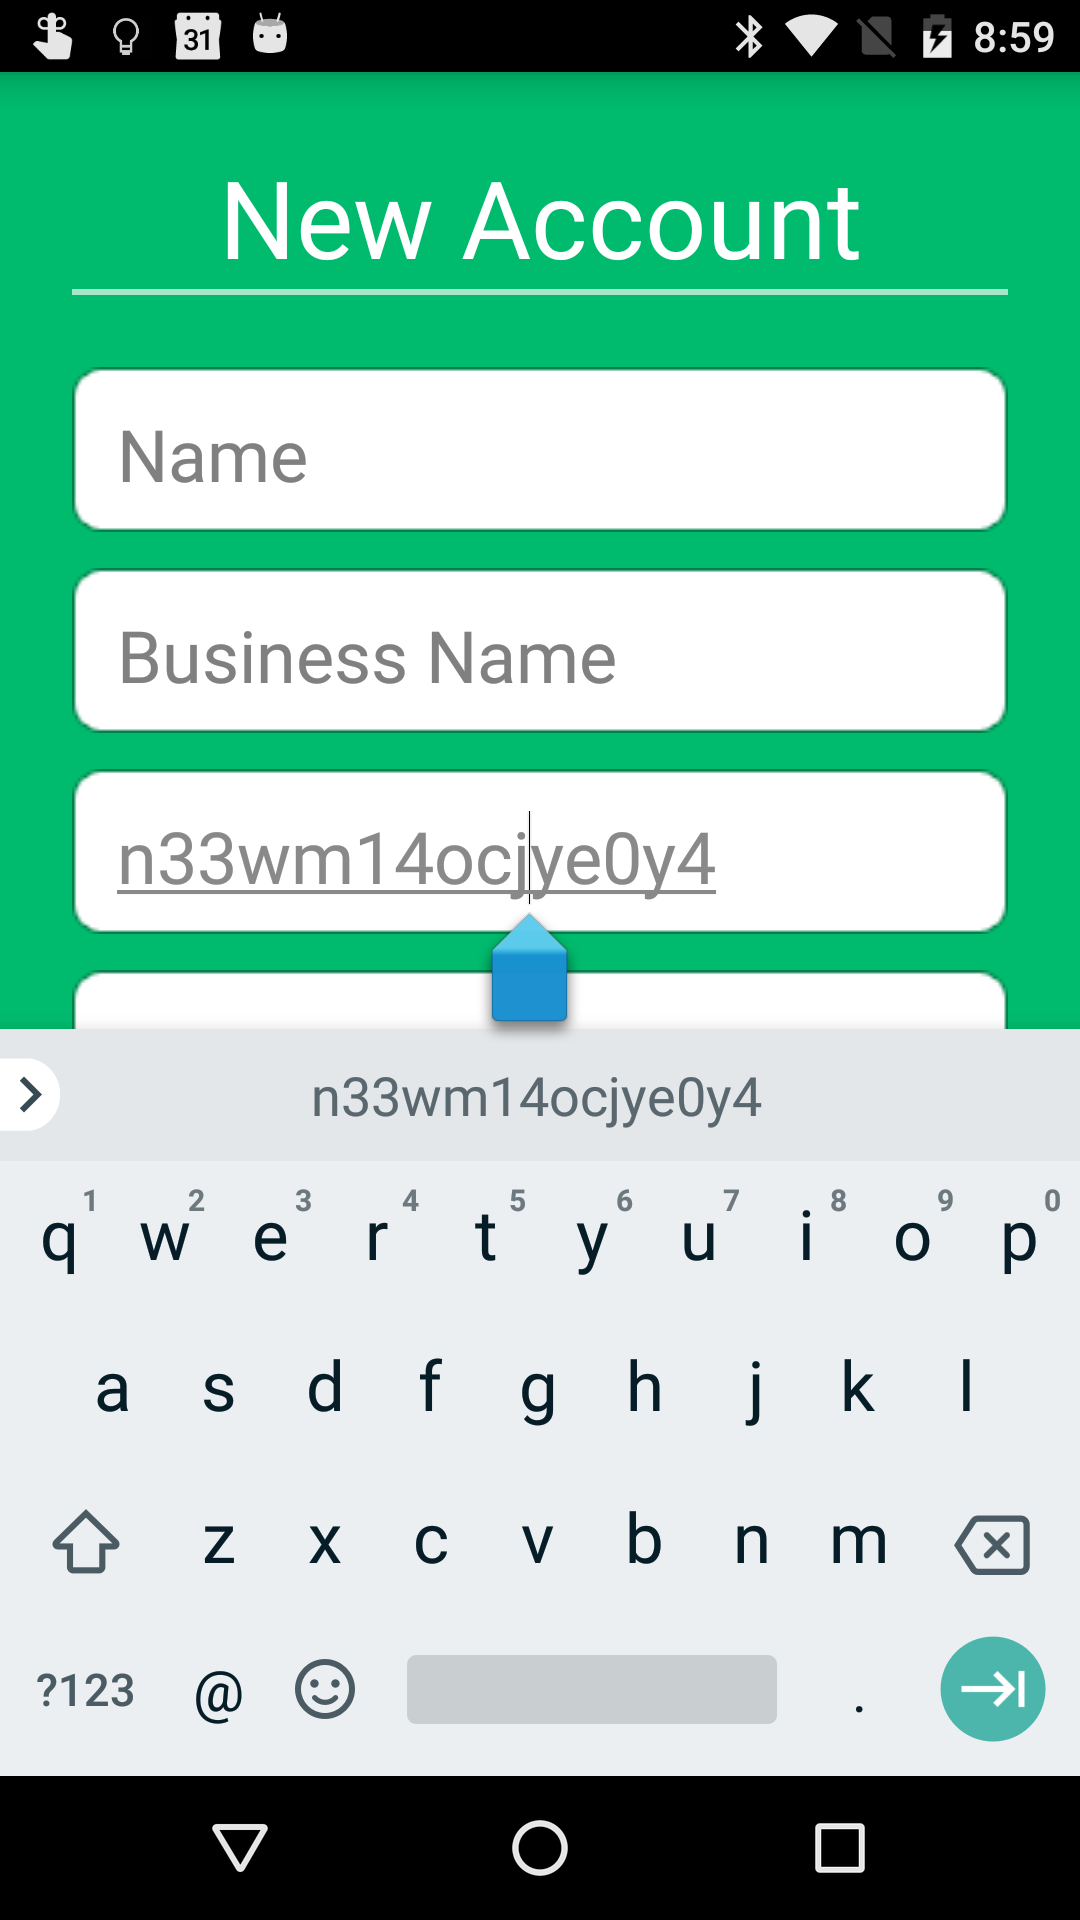 31 8:59
New Account
Name
Business Name
n33wm14ocjye0y4
n33wm14ocjye0y4
1 2 3 4 5 6 7 8 9 0
q w e r t y u i o p
a s d f g h j k l
z x c v b n m
?123 @ .